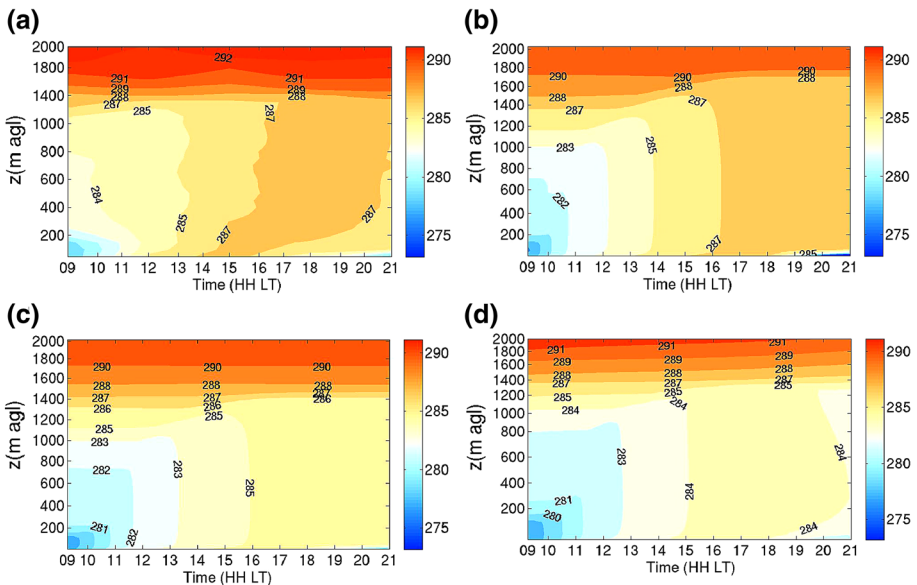 (a)
z(m agl)
2000
1800
1400
1000
800
600
400
200
09 10 11 12 13 14 15 16 17 18 19 20 21
Time (HH LT)
292
291 291
289 289
288 288
287 285 287
284
285
287
287
290
285
280
275
(b)
z(m agl)
2000
1800
1600
1400
1200
1000
800
600
400
200
09 10 11 12 13 14 15 16 17 18 19 20 21
Time (HH LT)
290 290 290
288 288 288
287 287
283 285
282
287
285
290
285
280
275
(c)
z(m agl)
2000
1800
1400
1000
800
600
400
200
09 10 11 12 13 14 15 16 17 18 19 20 21
Time (HH LT)
290 290 290
288 288 288
287 287 287
286 286 286
285 285
283
282 283
285
281
282
290
285
280
275
(d)
z(m agl)
2000
1800
1400
1200
1000
800
600
400
200
09 10 11 12 13 14 15 16 17 18 19 20 21
Time (HH LT)
291 291 291
289 289 289
288 288 288
287 287 287
285 285 285
284 284
283 284
284
281
280
284
290
285
280
275